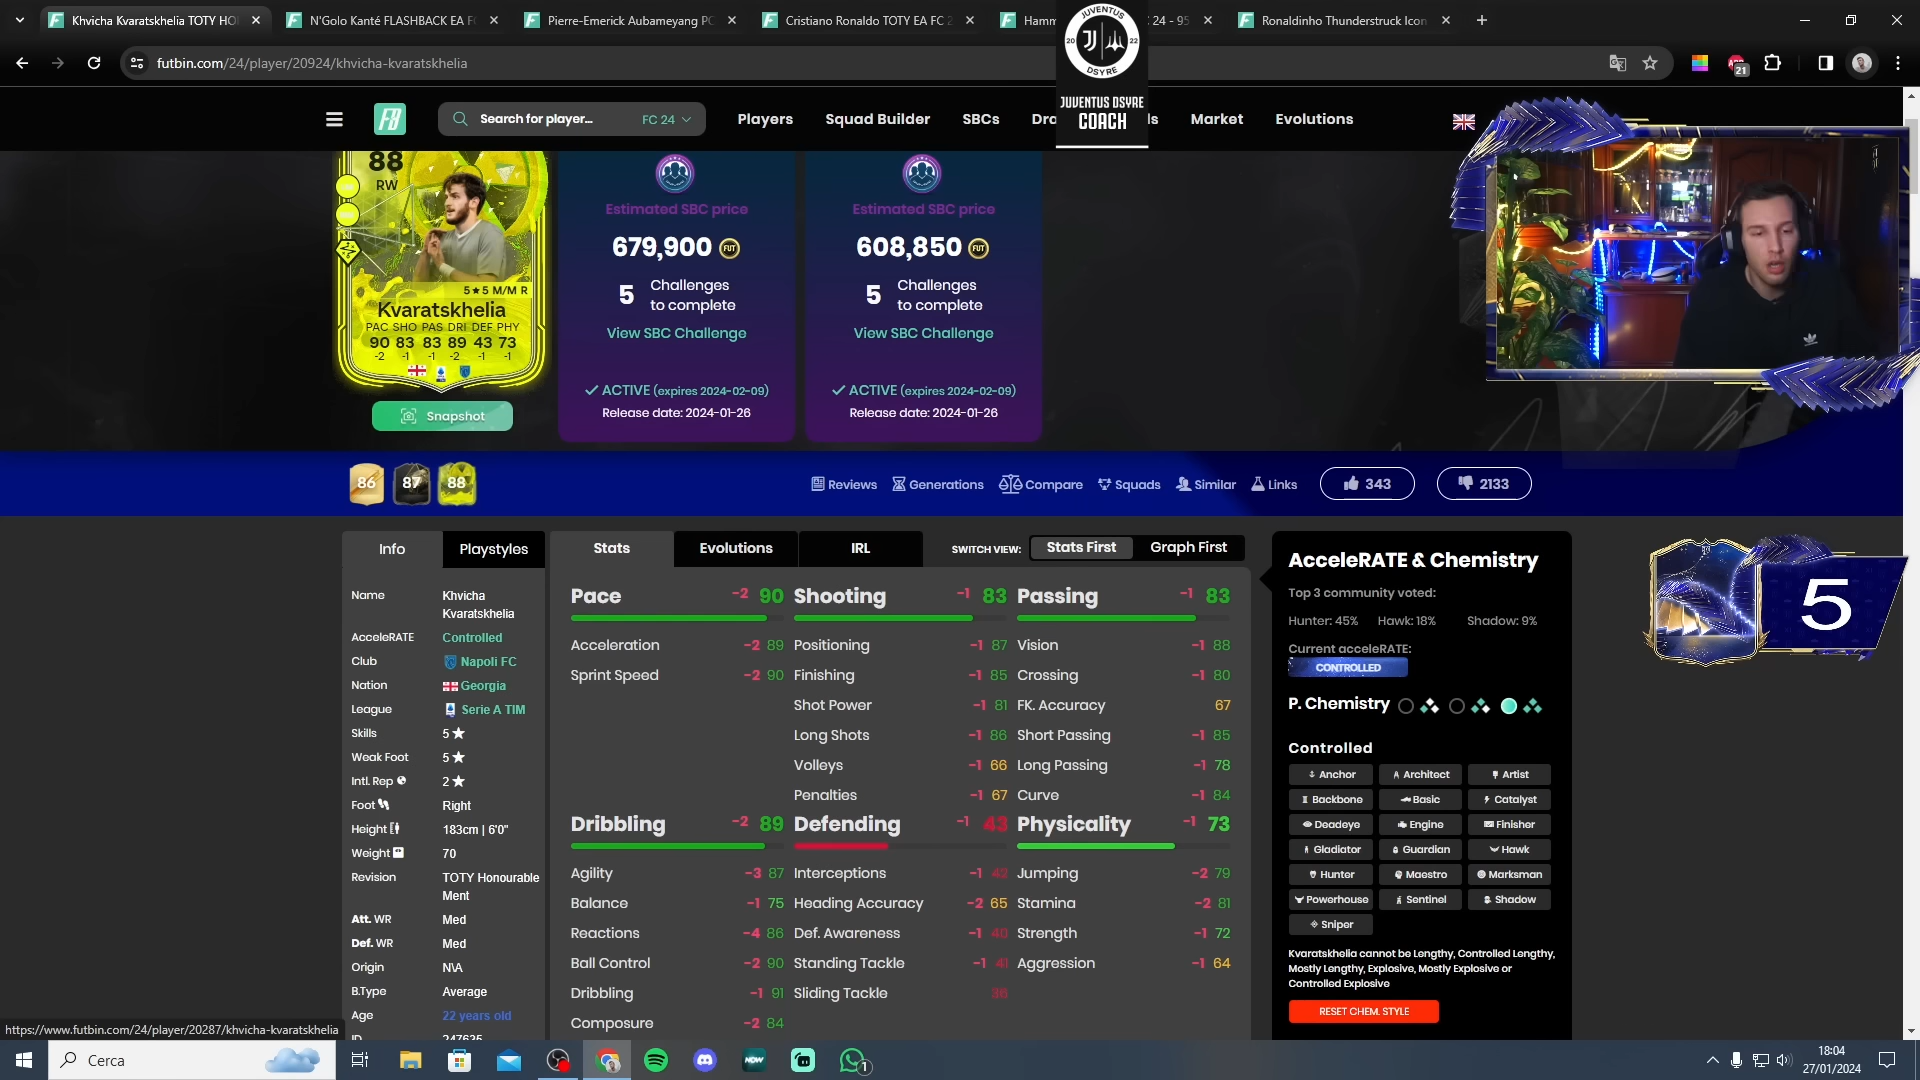 Khvicha Kvaratskhelia TOTY HO
N'Golo Kanté FLASHBACK EA F
Pierre-Emerick Aubameyang PO
Cristiano Ronaldo TOTY EA FC 2
Hamm
24 - 95
Ronaldinho Thunderstruck Icon
futbin.com/24/player/20924/khvicha-kvaratskhelia
21
JUVENTUS
20 22
DSYRE
JUVENTUS DSYRE
COACH
FB
Search for player...
FC 24
Players
Squad Builder
SBCs
Dra
ls
Market
Evolutions
88
RW
5★5 M/M R
Kvaratskhelia
PAC SHO PAS DRI DEF PHY
90 83 83 89 43 73
-2 -1 -1 -2 -1 -1
Snapshot
Estimated SBC price
679,900 FUT
5 Challenges
to complete
View SBC Challenge
ACTIVE (expires 2024-02-09)
Release date: 2024-01-26
Estimated SBC price
608,850 FUT
5 Challenges
to complete
View SBC Challenge
ACTIVE (expires 2024-02-09)
Release date: 2024-01-26
86 87 88
Reviews
Generations
Compare
Squads
Similar
Links
343
2133
Info
Playstyles
Name Khvicha
Kvaratskhelia
AcceleRATE Controlled
Club Napoli FC
Nation Georgia
League Serie A TIM
Skills 5★
Weak Foot 5★
Intl. Rep 2★
Foot Right
Height 183cm | 6'0"
Weight 70
Revision TOTY Honourable
Ment
Att. WR Med
Def. WR Med
Origin N\A
B.Type Average
Age 22 years old
ID 247635
Stats
Evolutions
IRL
SWITCH VIEW:
Stats First
Graph First
Pace -2 90
Acceleration -2 89
Sprint Speed -2 90
Shooting -1 83
Positioning -1 87
Finishing -1 85
Shot Power -1 81
Long Shots -1 86
Volleys -1 66
Penalties -1 67
Passing -1 83
Vision -1 88
Crossing -1 80
FK. Accuracy 67
Short Passing -1 85
Long Passing -1 78
Curve -1 84
Dribbling -2 89
Agility -3 87
Balance -1 75
Reactions -4 86
Ball Control -2 90
Dribbling -1 91
Composure -2 84
Defending -1 43
Interceptions -1 42
Heading Accuracy -2 65
Def. Awareness -1 40
Standing Tackle -1 41
Sliding Tackle 36
Physicality -1 73
Jumping -2 79
Stamina -2 81
Strength -1 72
Aggression -1 64
AcceleRATE & Chemistry
Top 3 community voted:
Hunter: 45% Hawk: 18% Shadow: 9%
Current acceleRATE:
CONTROLLED
P. Chemistry
Controlled
Anchor Architect Artist
Backbone Basic Catalyst
Deadeye Engine Finisher
Gladiator Guardian Hawk
Hunter Maestro Marksman
Powerhouse Sentinel Shadow
Sniper
Kvaratskhelia cannot be Lengthy, Controlled Lengthy,
Mostly Lengthy, Explosive, Mostly Explosive or
Controlled Explosive
RESET CHEM. STYLE
5
https://www.futbin.com/24/player/20287/khvicha-kvaratskhelia
Cerca
NOW
1
18:04
27/01/2024